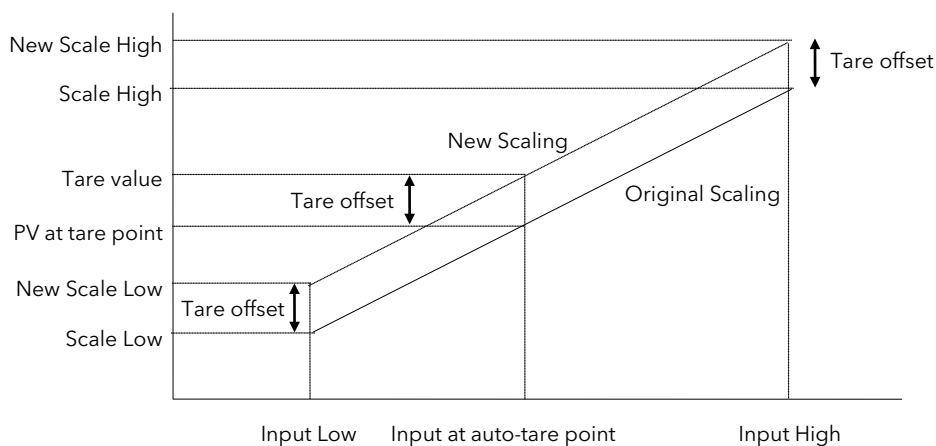 New Scale High
Tare offset
Scale High
New Scaling
Tare value
Tare offset
Original Scaling
PV at tare point
New Scale Low
Tare offset
Scale Low
Input Low
Input at auto-tare point
Input High